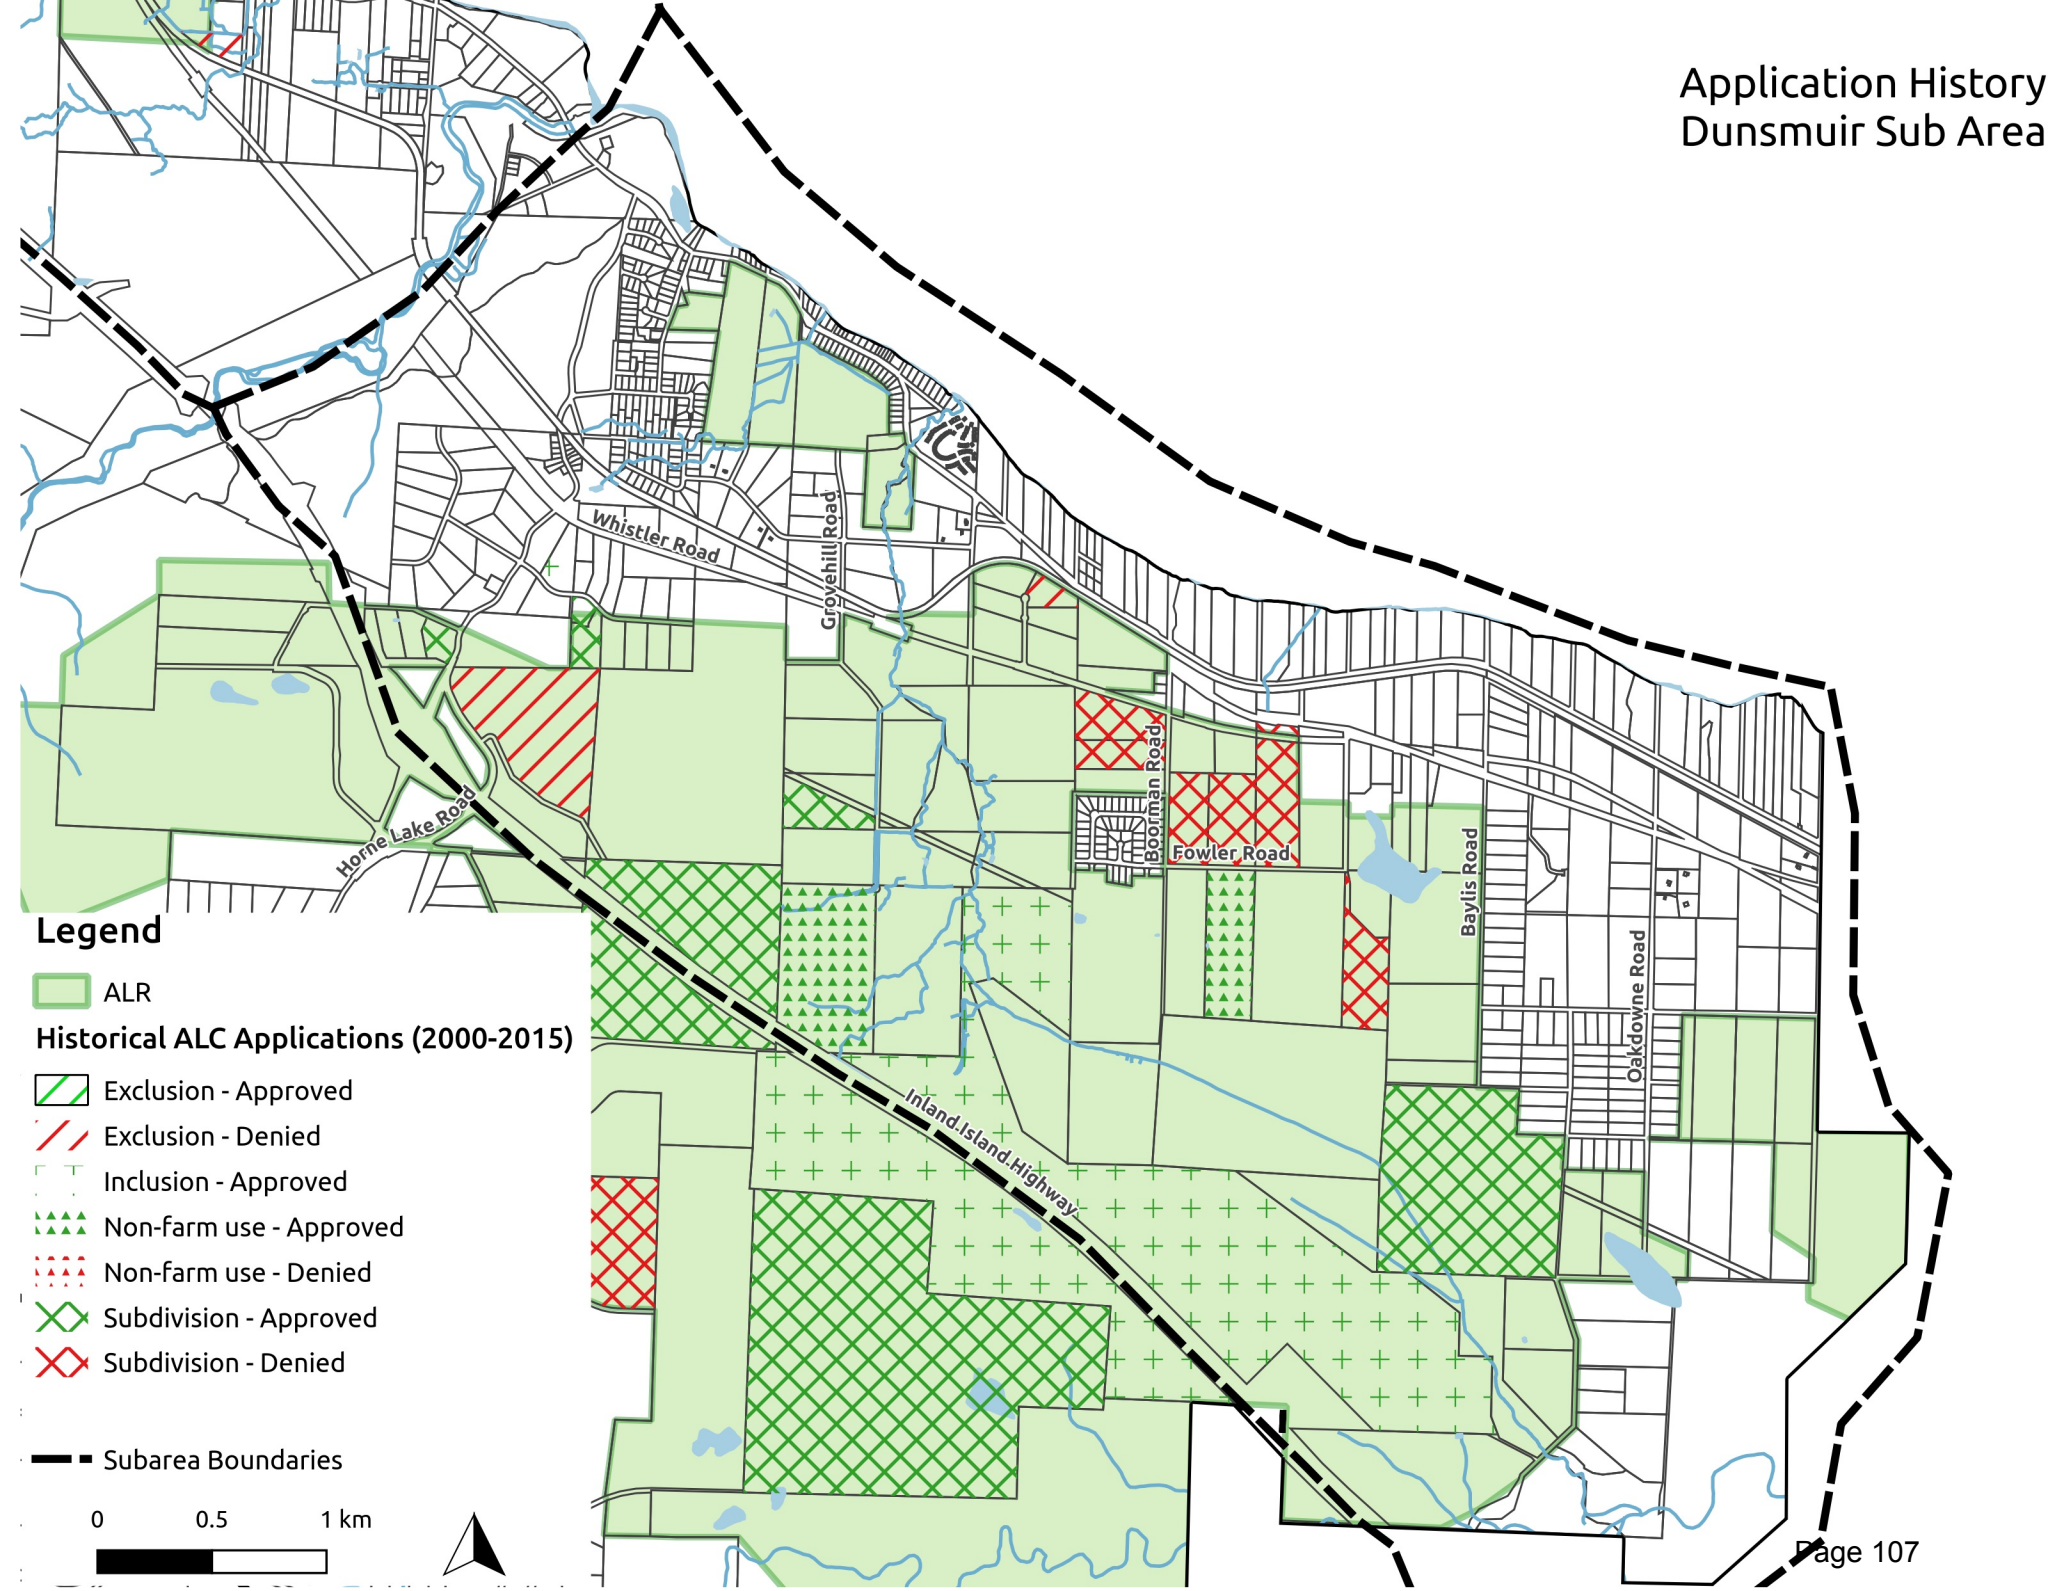 Application History
Dunsmuir Sub Area
Whistler Road
Grovehill Road
Boorman Road
Horne Lake Road
Fowler Road
Baylis Road
Oakdowne Road
Inland Island Highway
Legend
ALR
Historical ALC Applications (2000-2015)
Exclusion - Approved
Exclusion - Denied
Inclusion - Approved
Non-farm use - Approved
Non-farm use - Denied
Subdivision - Approved
Subdivision - Denied
Subarea Boundaries
0 0.5 1 km
Page 107